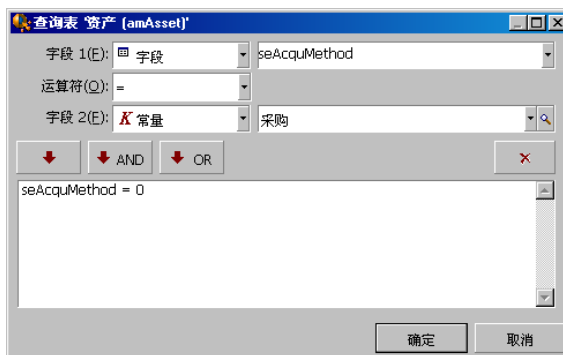 查询表 '资产 (amAsset)'
字段 1(F): 字段 seAcquMethod
运算符(O): =
字段 2(F): K 常量 采购
AND OR
seAcquMethod = 0
确定 取消